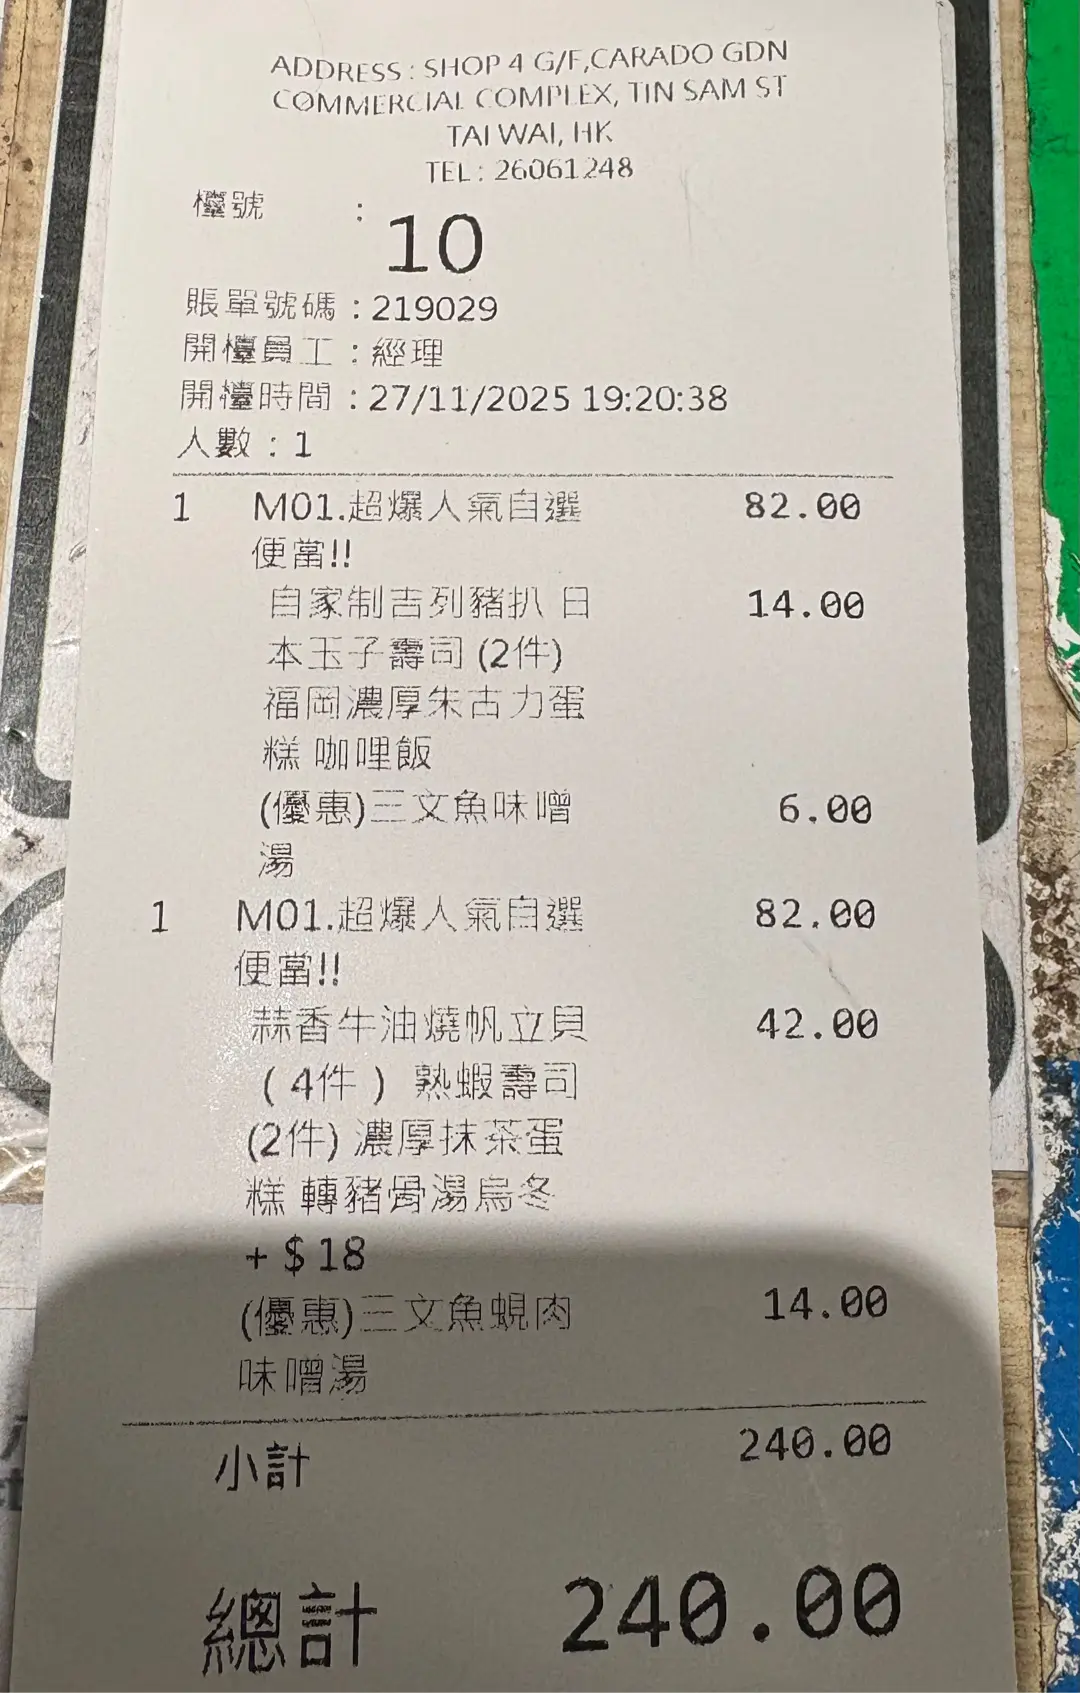 ADDRESS : SHOP 4 G/F,CARADO GDN
COMMERCIAL COMPLEX, TIN SAM ST
TAI WAI, HK
TEL : 26061248
檯號 : 10
賬單號碼 : 219029
開檯員工 : 經理
開檯時間 : 27/11/2025 19:20:38
人數 : 1
1 M01.超爆人氣自選 82.00
便當!!
自家制吉列豬扒 日 14.00
本玉子壽司 (2件)
福岡濃厚朱古力蛋
糕 咖哩飯
(優惠)三文魚味噌 6.00
湯
1 M01.超爆人氣自選 82.00
便當!!
蒜香牛油燒帆立貝 42.00
( 4件 ) 熟蝦壽司
(2件) 濃厚抹茶蛋
糕 轉豬骨湯烏冬
+ $ 18
(優惠)三文魚蜆肉 14.00
味噌湯
小計 240.00
總計 240.00